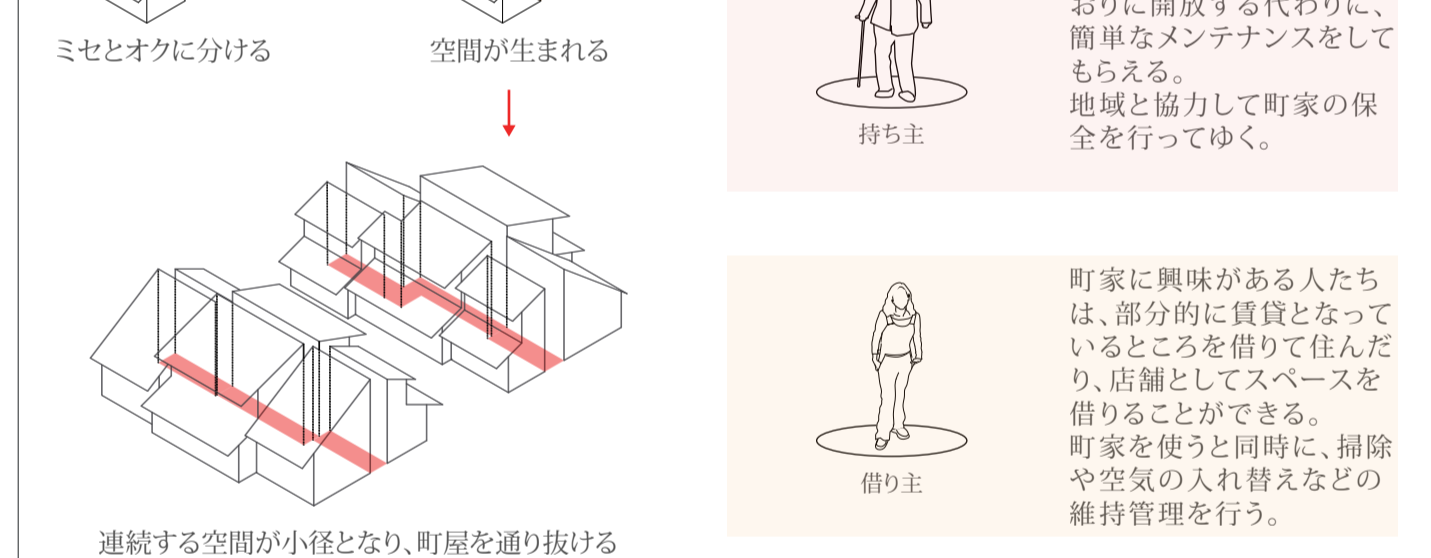 ミセとオクに分ける
空間が生まれる
連続する空間が小径となり、町屋を通り抜ける
おりに開放する代わりに、
簡単なメンテナンスをして
もらえる。
地域と協力して町家の保
全を行ってゆく。
持ち主
町家に興味がある人たち
は、部分的に賃貸となって
いるところを借りて住んだ
り、店舗としてスペースを
借りることができる。
町家を使うと同時に、掃除
や空気の入れ替えなどの
維持管理を行う。
借り主